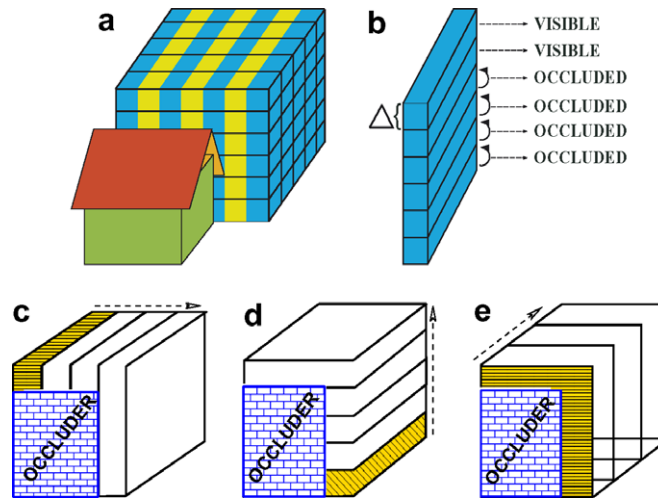 a
b
VISIBLE
VISIBLE
OCCLUDED
OCCLUDED
OCCLUDED
OCCLUDED
Δ
c
d
e
OCCLUDER
OCCLUDER
OCCLUDER